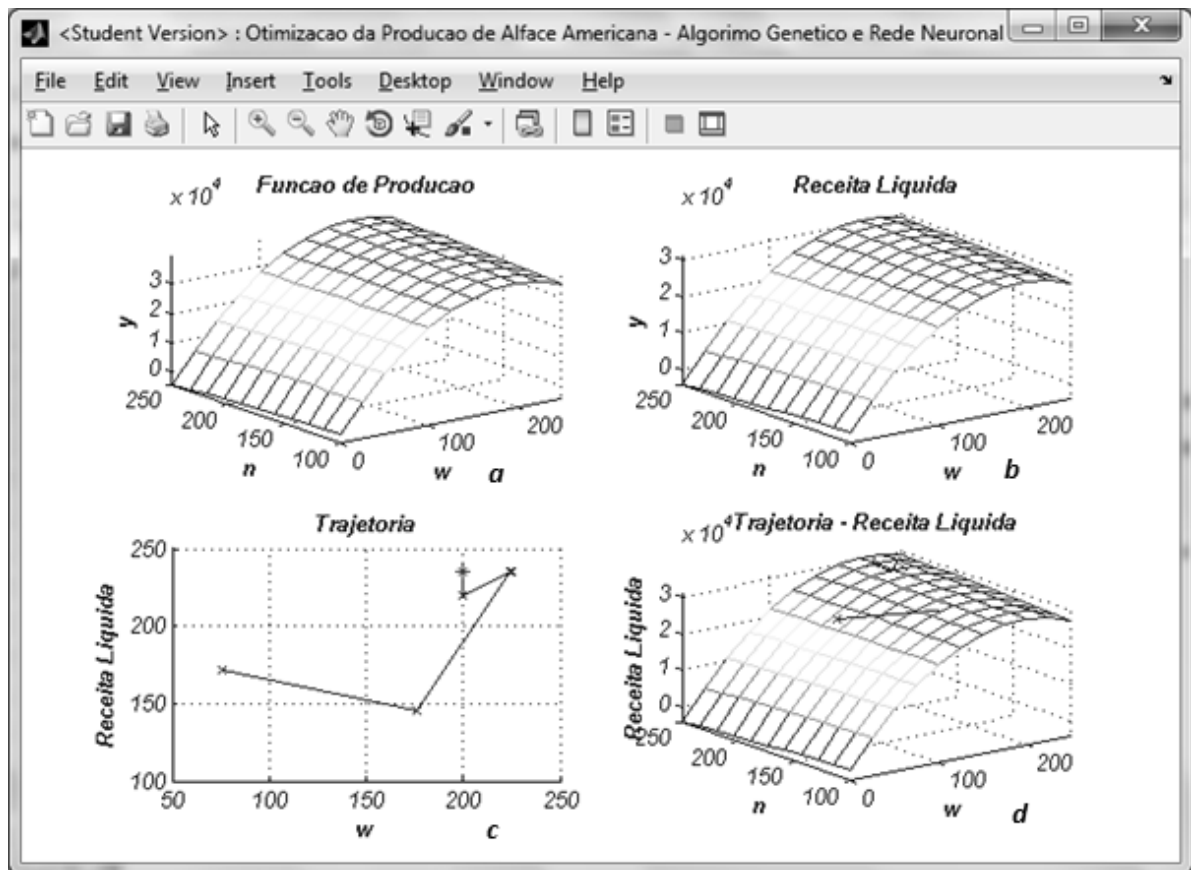 <Student Version> : Otimizacao da Producao de Alface Americana - Algorimo Genetico e Rede Neuronal
File Edit View Insert Tools Desktop Window Help
Funcao de Producao
x 10^4
y
3
2
1
0
250
200
150
100
n
0
100
200
w
a
Receita Liquida
x 10^4
y
3
2
1
0
250
200
150
100
n
0
100
200
w
b
Trajetoria
Receita Liquida
250
200
150
100
50 100 150 200 250
w
c
x 10^4 Trajetoria - Receita Liquida
Receita Liquida
3
2
1
0
250
200
150
100
n
0
100
200
w
d